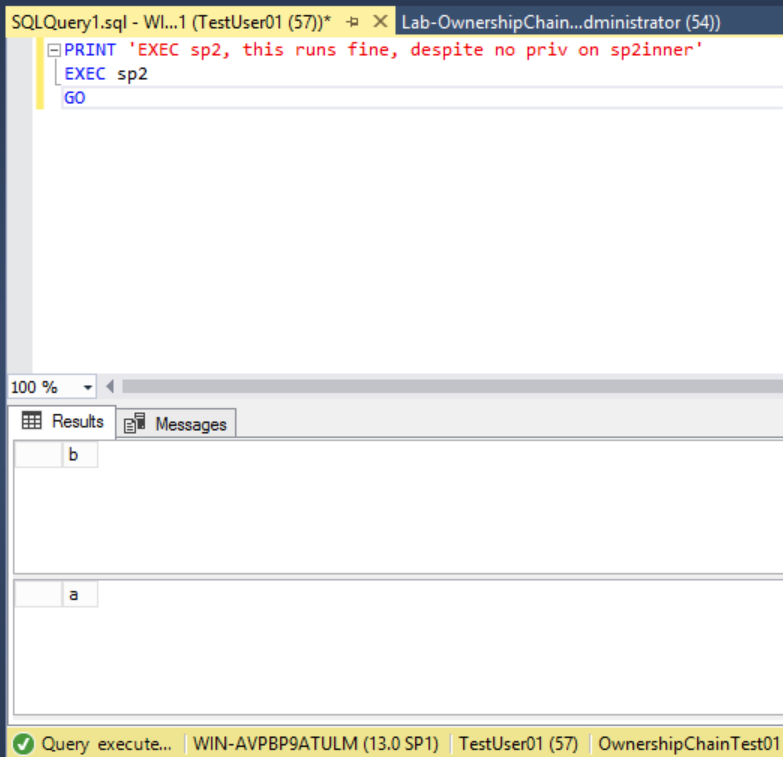 SQLQuery1.sql - WI...1 (TestUser01 (57))* Lab-OwnershipChain...dministrator (54))
PRINT 'EXEC sp2, this runs fine, despite no priv on sp2inner'
EXEC sp2
GO
100 %
Results Messages
b
a
Query execute... WIN-AVPBP9ATULM (13.0 SP1) TestUser01 (57) OwnershipChainTest01